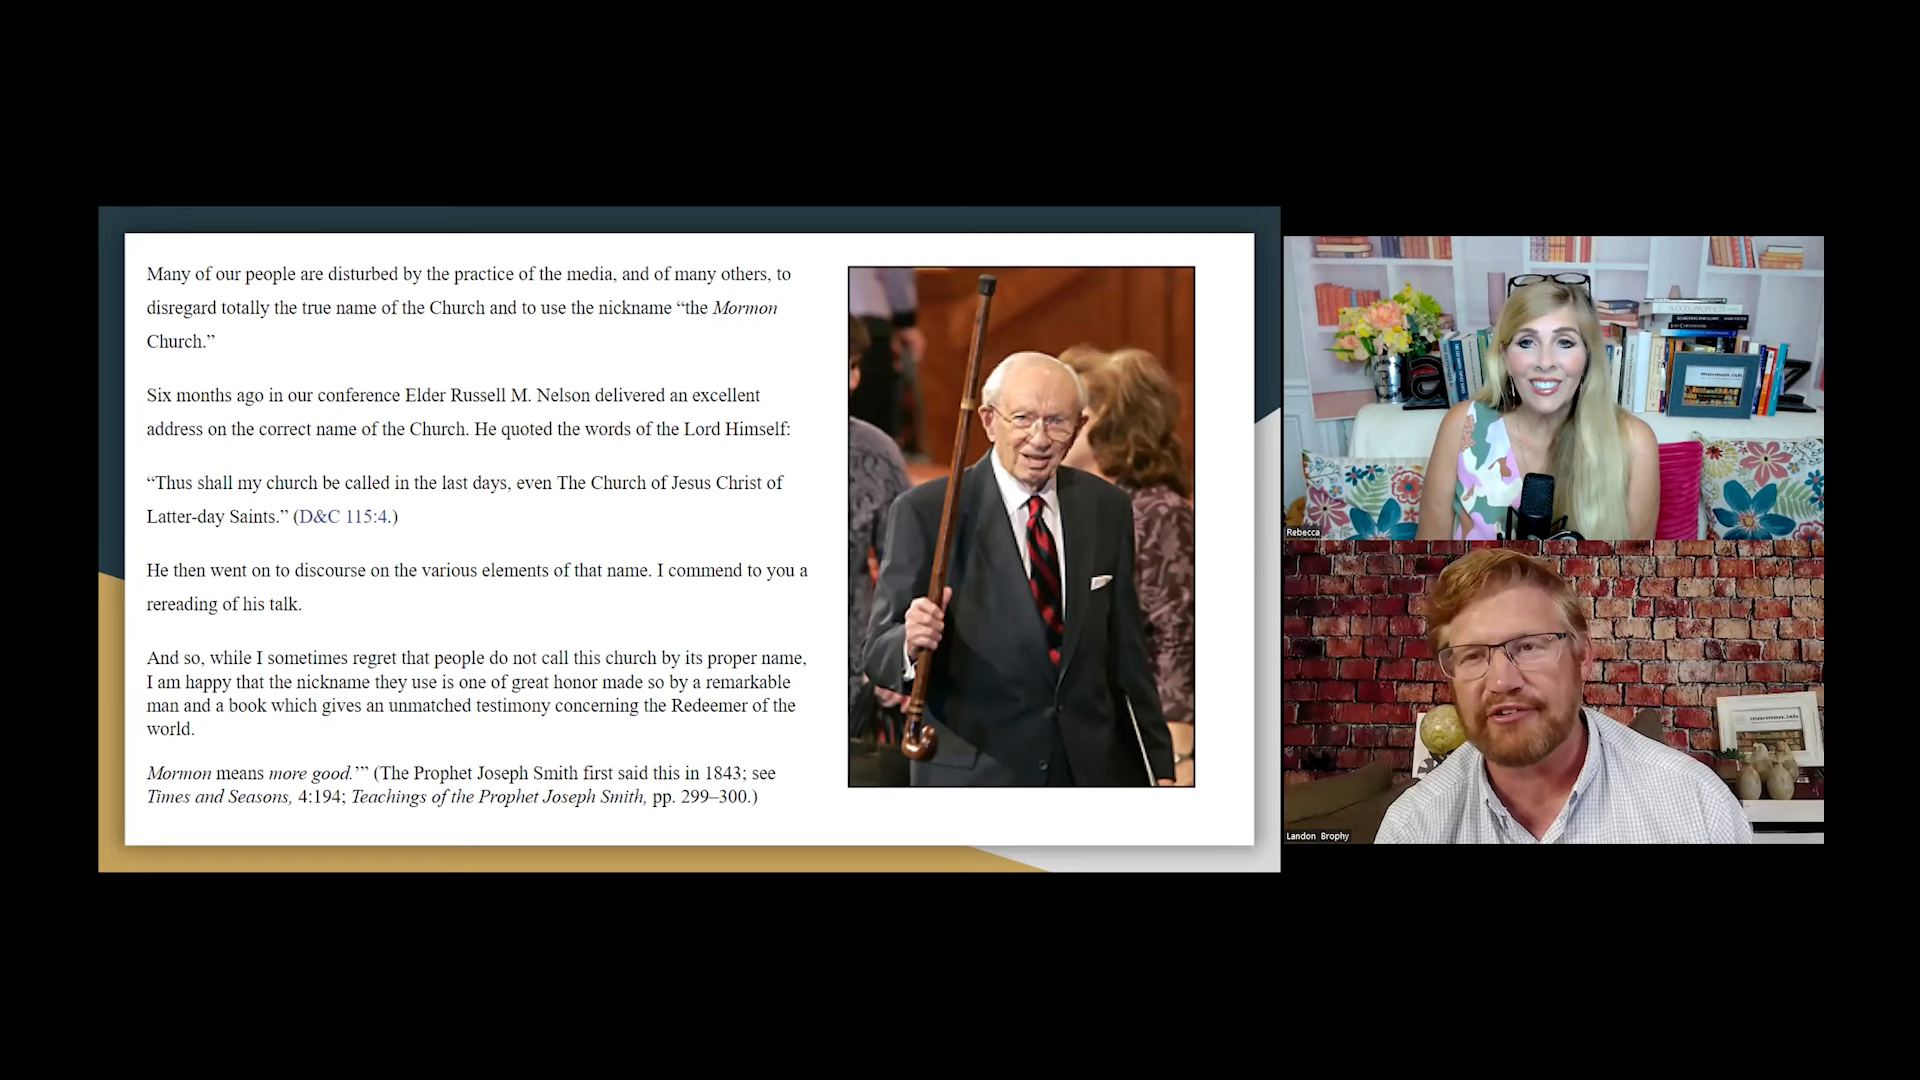 Many of our people are disturbed by the practice of the media, and of many others, to
disregard totally the true name of the Church and to use the nickname “the Mormon
Church.”
Six months ago in our conference Elder Russell M. Nelson delivered an excellent
address on the correct name of the Church. He quoted the words of the Lord Himself:
“Thus shall my church be called in the last days, even The Church of Jesus Christ of
Latter-day Saints.” (D&C 115:4.)
He then went on to discourse on the various elements of that name. I commend to you a
rereading of his talk.
And so, while I sometimes regret that people do not call this church by its proper name,
I am happy that the nickname they use is one of great honor made so by a remarkable
man and a book which gives an unmatched testimony concerning the Redeemer of the
world.
Mormon means more good.’” (The Prophet Joseph Smith first said this in 1843; see
Times and Seasons, 4:194; Teachings of the Prophet Joseph Smith, pp. 299–300.)
mormon.ish
R
a
Z
Rebecca
mormon.ish
Landon Brophy